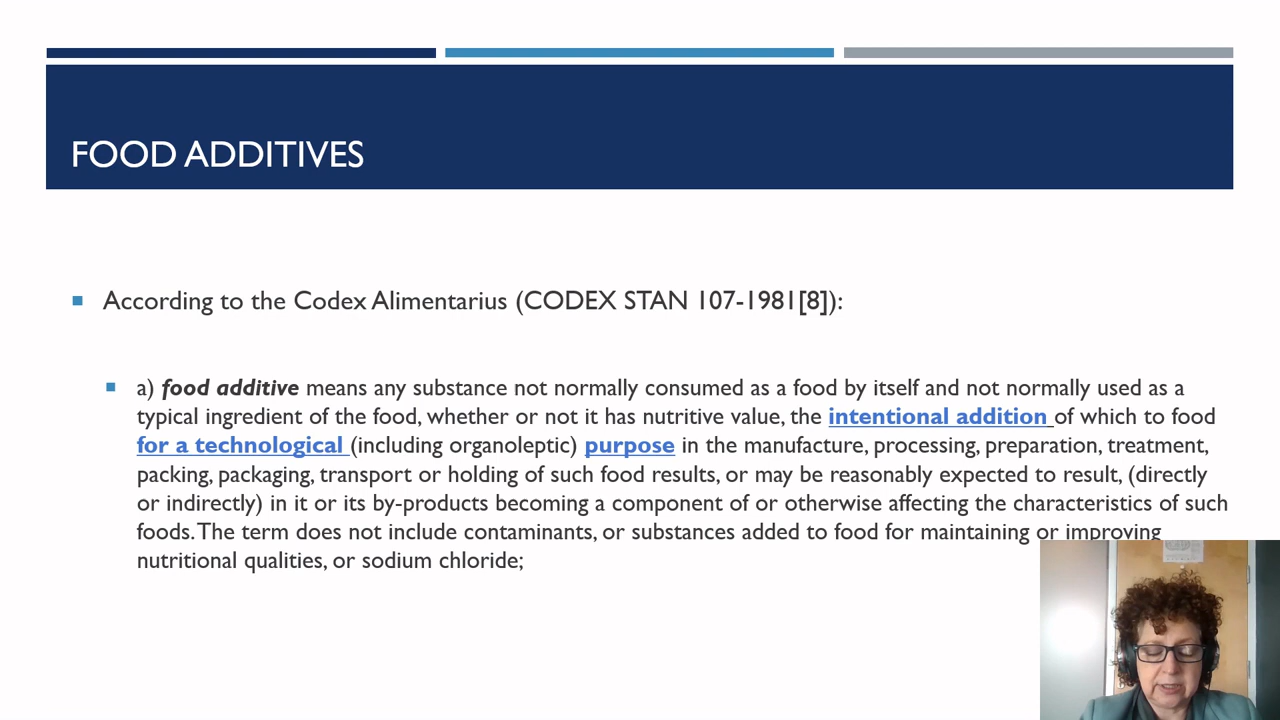 FOOD ADDITIVES
According to the Codex Alimentarius (CODEX STAN 107-1981[8]):
a) food additive means any substance not normally consumed as a food by itself and not normally used as a
typical ingredient of the food, whether or not it has nutritive value, the intentional addition of which to food
for a technological (including organoleptic) purpose in the manufacture, processing, preparation, treatment,
packing, packaging, transport or holding of such food results, or may be reasonably expected to result, (directly
or indirectly) in it or its by-products becoming a component of or otherwise affecting the characteristics of such
foods. The term does not include contaminants, or substances added to food for maintaining or improving
nutritional qualities, or sodium chloride;